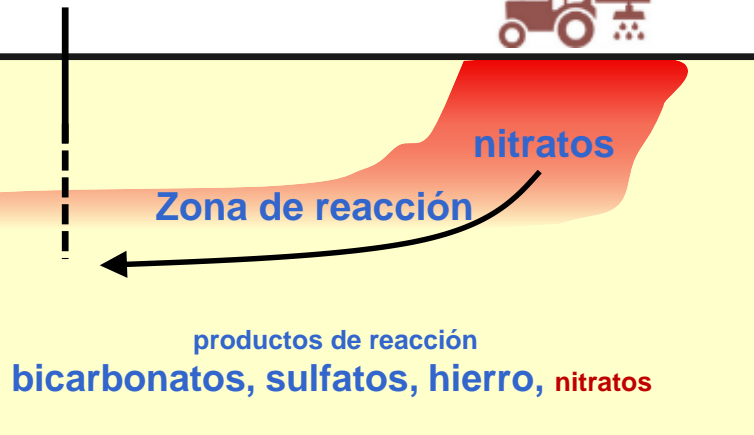 nitratos
Zona de reacción
productos de reacción
bicarbonatos, sulfatos, hierro, nitratos